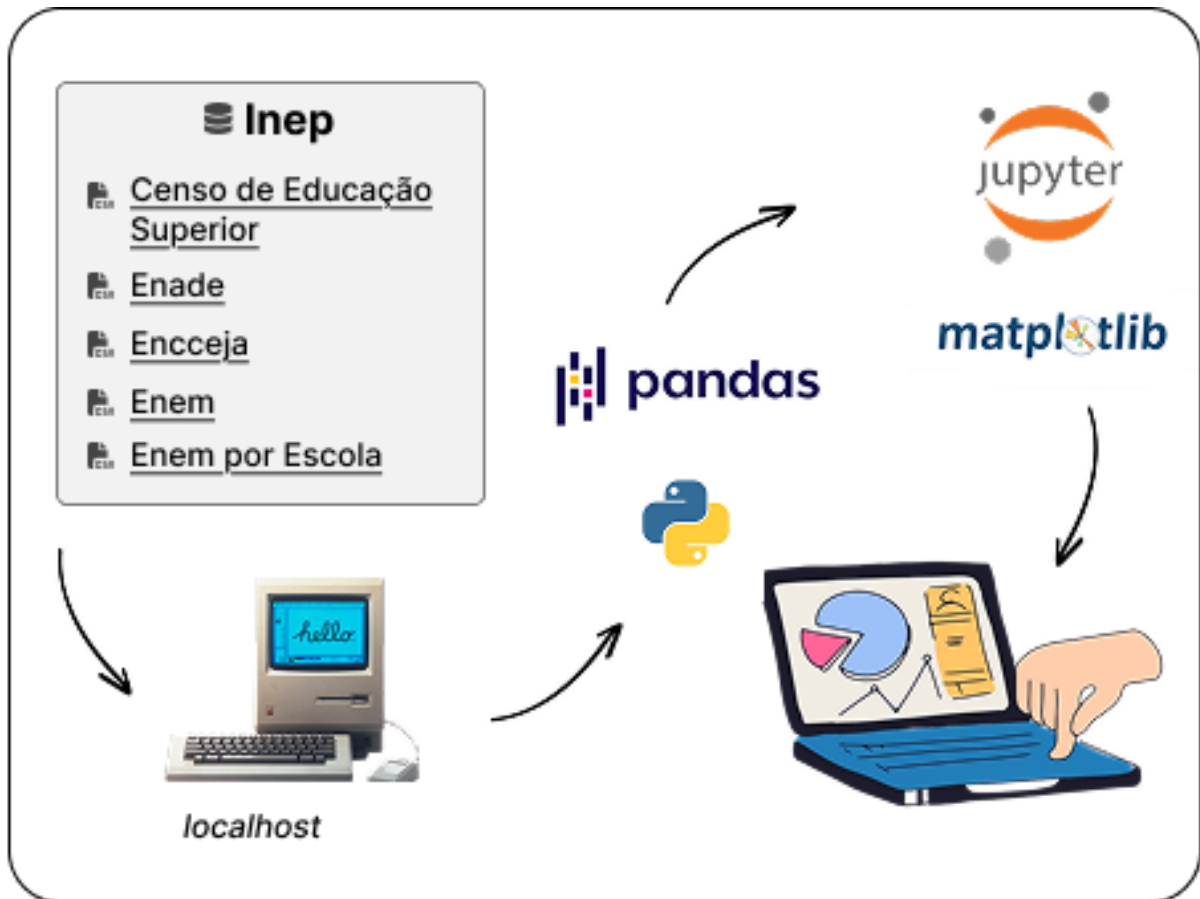 Inep
Censo de Educação
Superior
Enade
Encceja
Enem
Enem por Escola
hello
localhost
pandas
jupyter
matplotlib